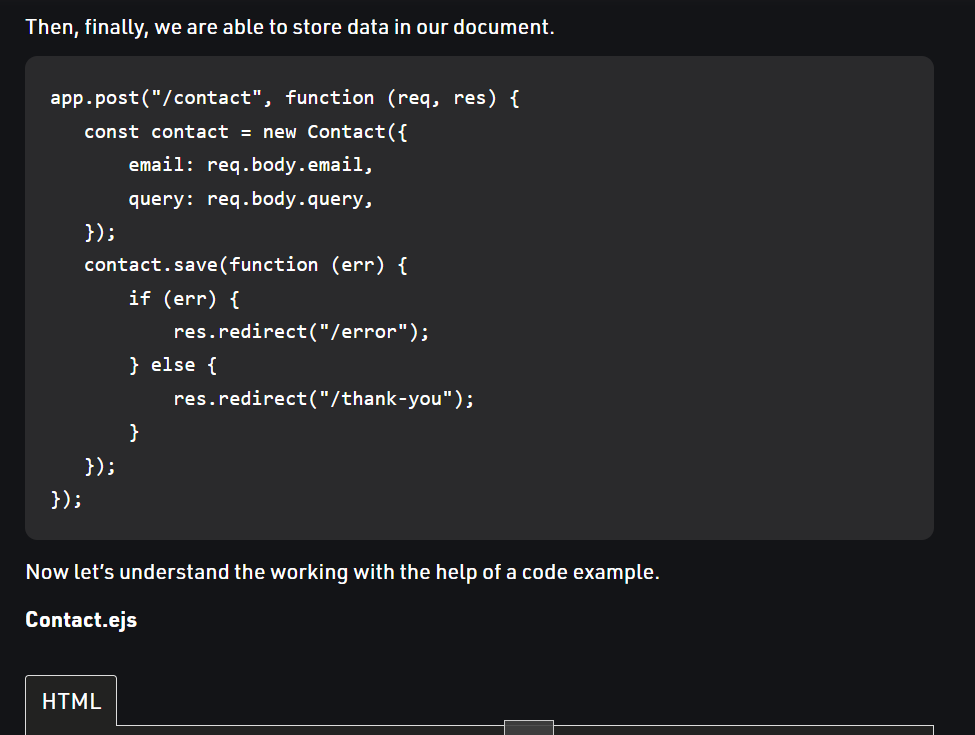 Then, finally, we are able to store data in our document.
app.post("/contact", function (req, res) {
   const contact = new Contact({
       email: req.body.email,
       query: req.body.query,
   });
   contact.save(function (err) {
       if (err) {
           res.redirect("/error");
       } else {
           res.redirect("/thank-you");
       }
   });
});
Now let’s understand the working with the help of a code example.
Contact.ejs
HTML